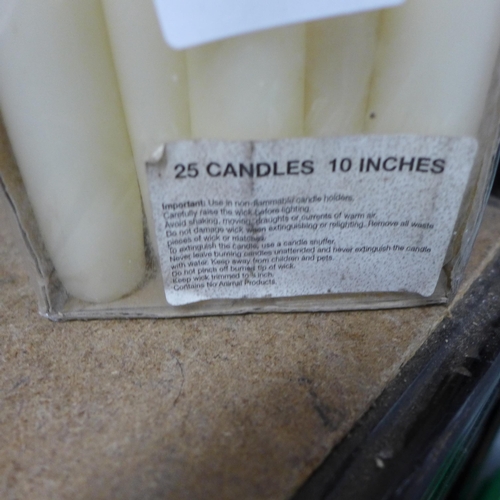 25 CANDLES 10 INCHES
Important: Use in non-flammable candle holders.
Carefully raise the wick before lighting.
Avoid shaking, moving, draughts or currents of warm air.
Do not damage wick when extinguishing or relighting. Remove all waste
pieces of wick or matches.
To extinguish the candle use a candle snuffer.
Never leave burning candles unattended and never extinguish the candle
with water. Keep away from children and pets.
Do not pinch off burned tip of wick.
Keep wick trimmed to inch.
Contains No Animal Products.